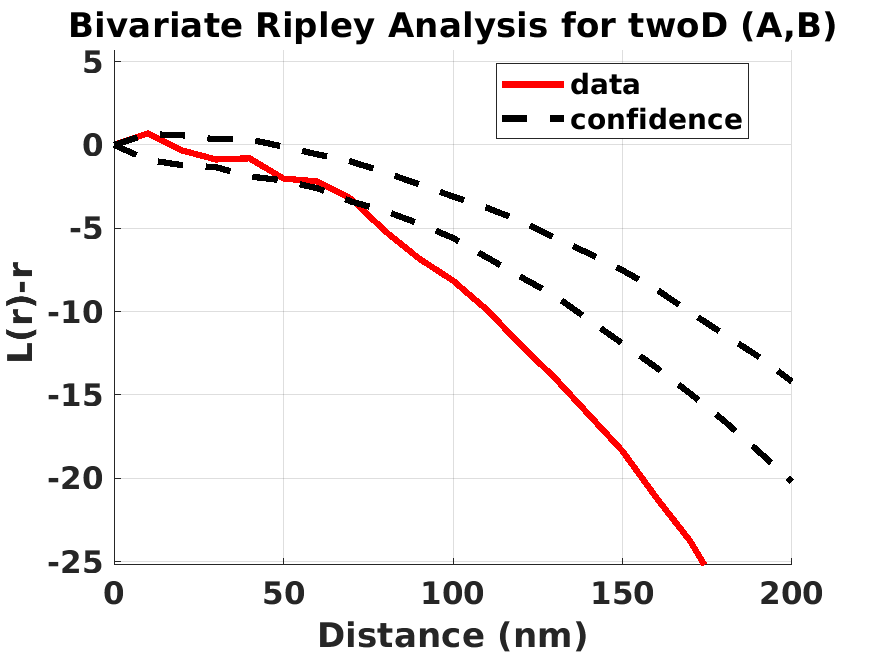 Bivariate Ripley Analysis for twoD (A,B)
data
confidence
5
0
-5
-10
-15
-20
-25
L(r)-r
0 50 100 150 200
Distance (nm)